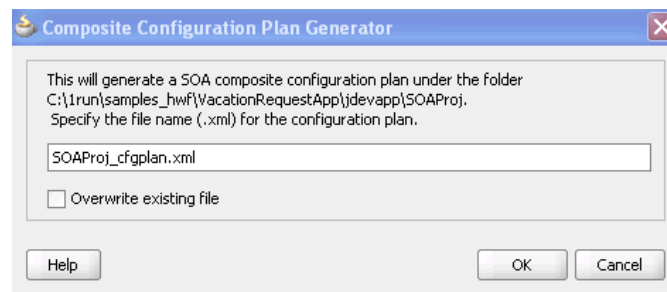 Composite Configuration Plan Generator
This will generate a SOA composite configuration plan under the folder
C:\1run\samples_hwf\VacationRequestApp\jdevapp\SOAProj.
Specify the file name (.xml) for the configuration plan.
SOAProj_cfgplan.xml
Overwrite existing file
Help OK Cancel